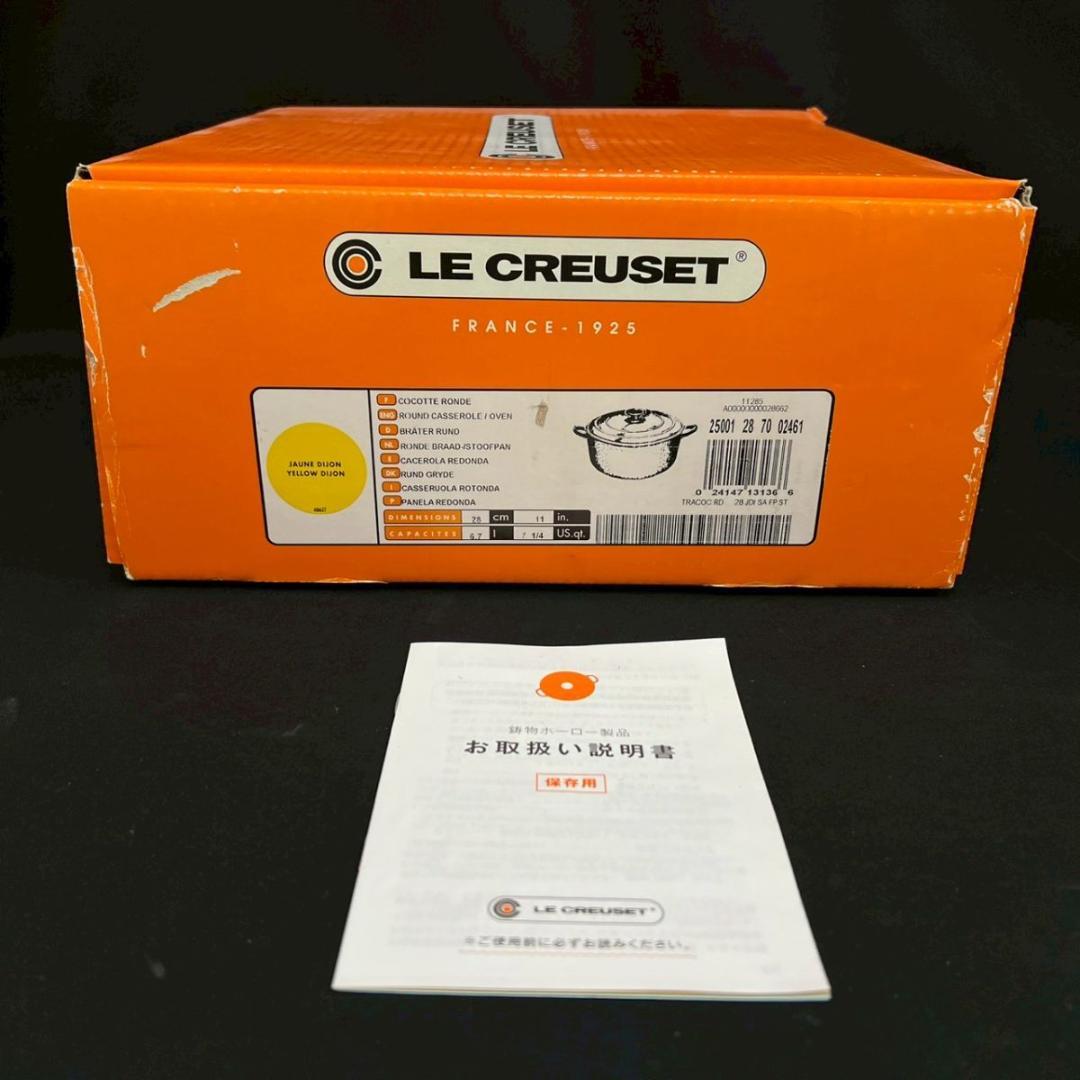 LE CREUSET
LE CREUSET®
FRANCE - 1925
JAUNE DIJON
YELLOW DIJON
F COCOTTE RONDE
ENG ROUND CASSEROLE / OVEN
D BRÄTER RUND
NL RONDE BRAAD-/STOOFPAN
E CACEROLA REDONDA
DK RUND GRYDE
I CASSERUOLA ROTONDA
P PANELA REDONDA
DIMENSIONS 28 cm 11 in.
CAPACITES 6.7 l 7 1/4 US.qt.
11285
A00000000028662
25001 28 70 02461
0 24147 13136 6
TRACOC RD 28 JDI SA FP ST
鋳物ホーロー製品
お取扱い説明書
保存用
LE CREUSET®
※ご使用前に必ずお読みください。